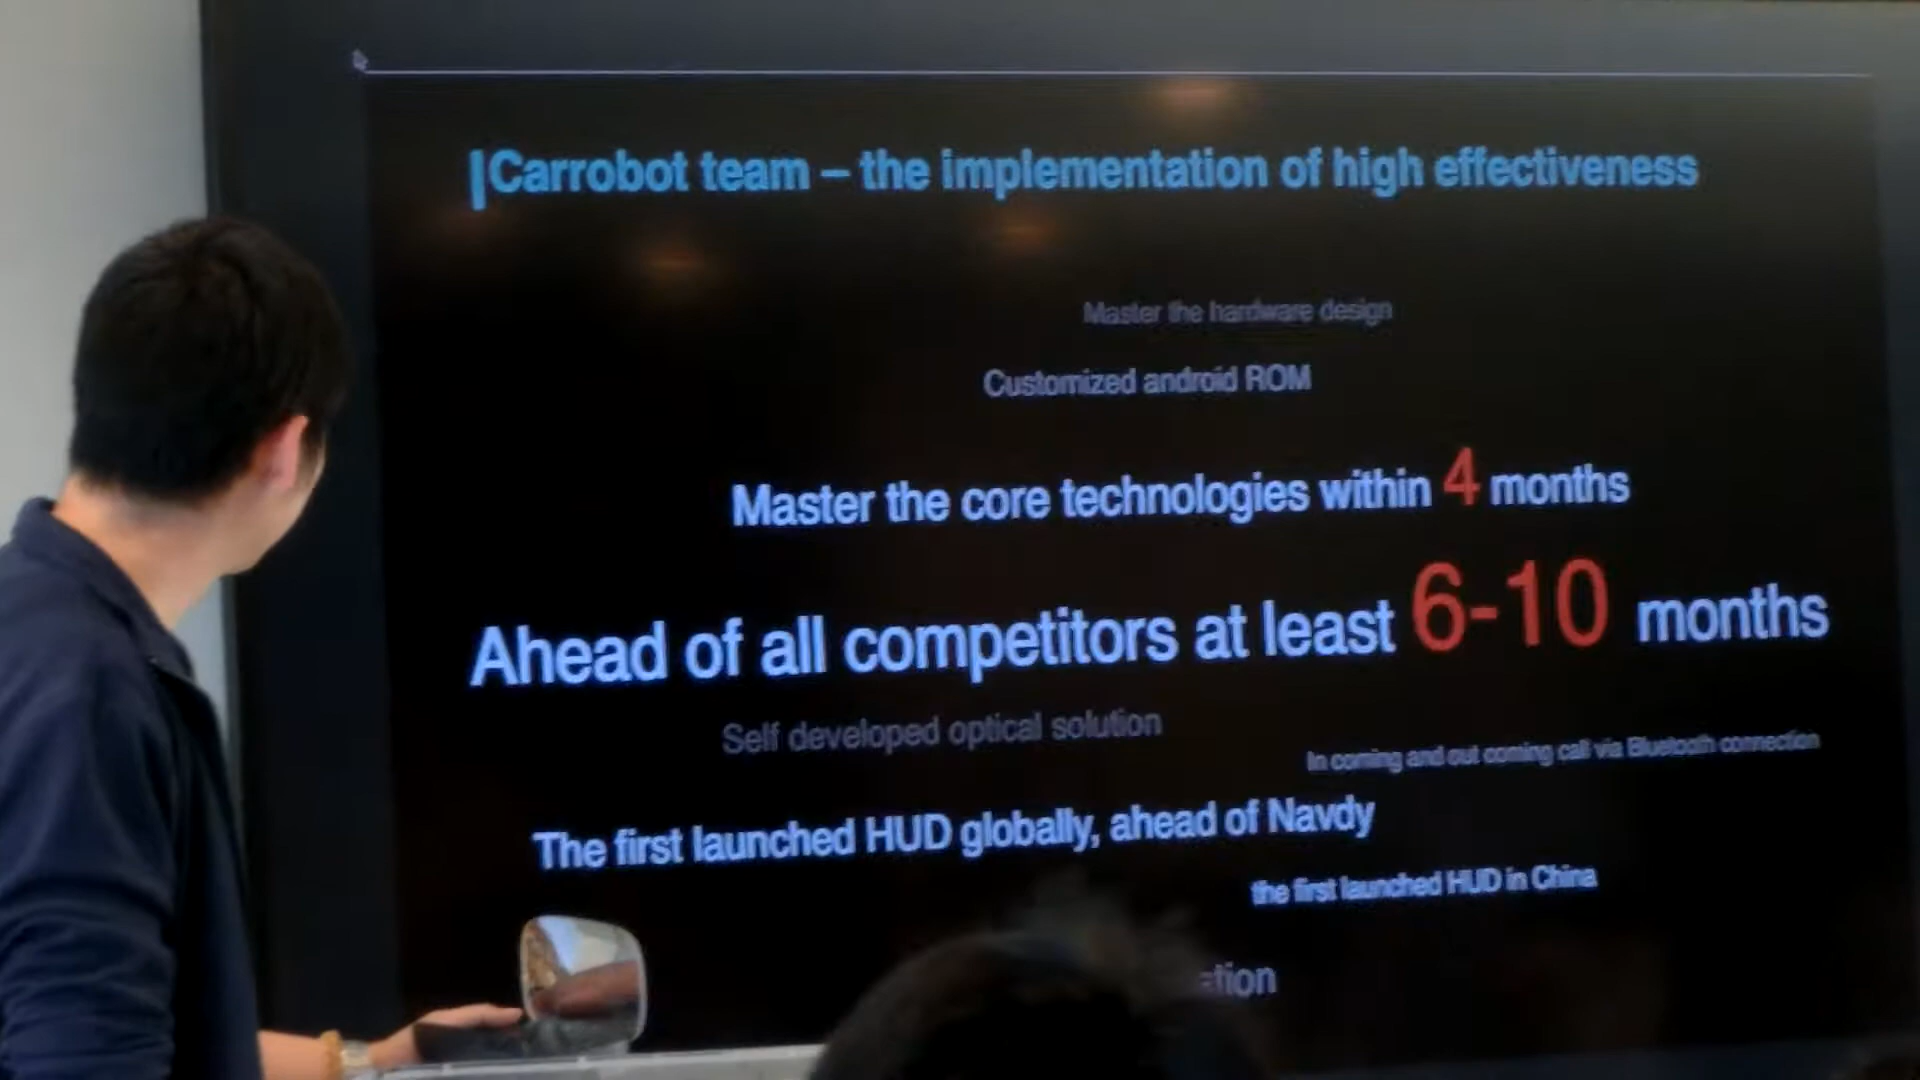 Carrobot team – the implementation of high effectiveness
Master the hardware design
Customized android ROM
Master the core technologies within 4 months
Ahead of all competitors at least 6-10 months
Self developed optical solution
In coming and out coming call via Bluetooth connection
The first launched HUD globally, ahead of Navdy
the first launched HUD in China